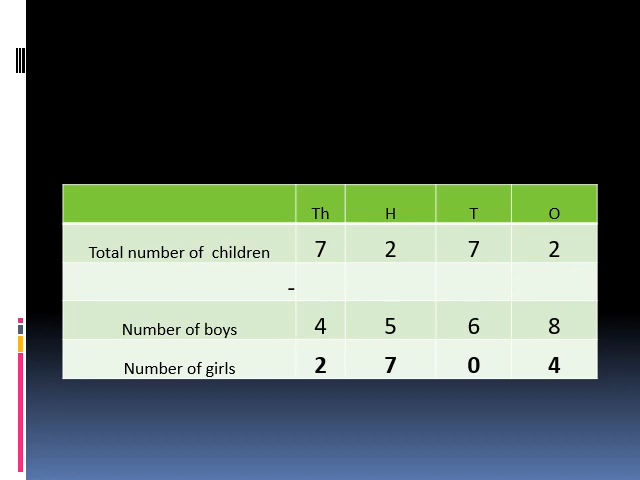 Th H T O
Total number of children 7 2 7 2
-
Number of boys 4 5 6 8
Number of girls 2 7 0 4